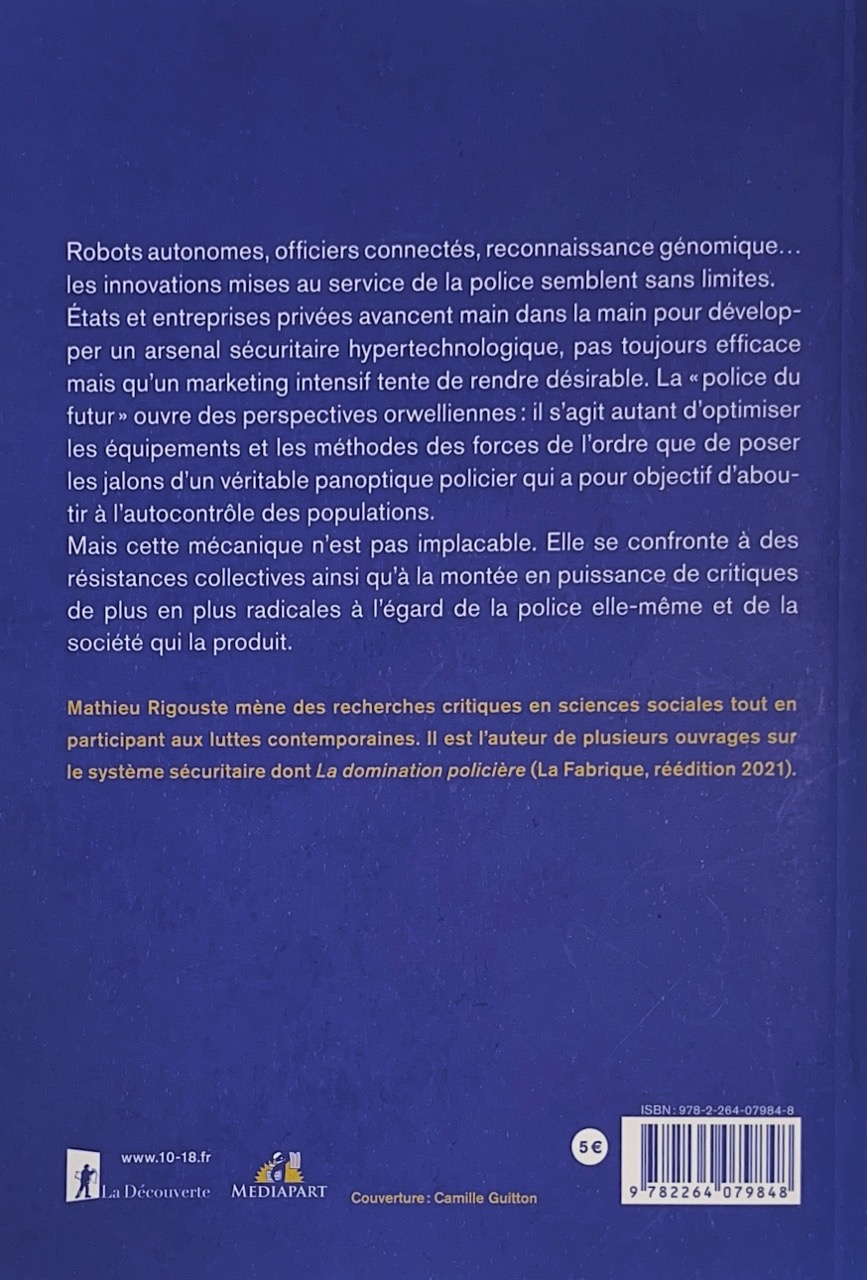 Robots autonomes, officiers connectés, reconnaissance génomique…
les innovations mises au service de la police semblent sans limites.
États et entreprises privées avancent main dans la main pour dévelop-
per un arsenal sécuritaire hypertechnologique, pas toujours efficace
mais qu'un marketing intensif tente de rendre désirable. La « police du
futur » ouvre des perspectives orwelliennes : il s'agit autant d'optimiser
les équipements et les méthodes des forces de l'ordre que de poser
les jalons d'un véritable panoptique policier qui a pour objectif d'abou-
tir à l'autocontrôle des populations.
Mais cette mécanique n'est pas implacable. Elle se confronte à des
résistances collectives ainsi qu'à la montée en puissance de critiques
de plus en plus radicales à l'égard de la police elle-même et de la
société qui la produit.
Mathieu Rigouste mène des recherches critiques en sciences sociales tout en
participant aux luttes contemporaines. Il est l'auteur de plusieurs ouvrages sur
le système sécuritaire dont La domination policière (La Fabrique, réédition 2021).
ISBN : 978-2-264-07984-8
5 €
www.10-18.fr
La Découverte
MEDIAPART
Couverture : Camille Guitton
9 782264 079848